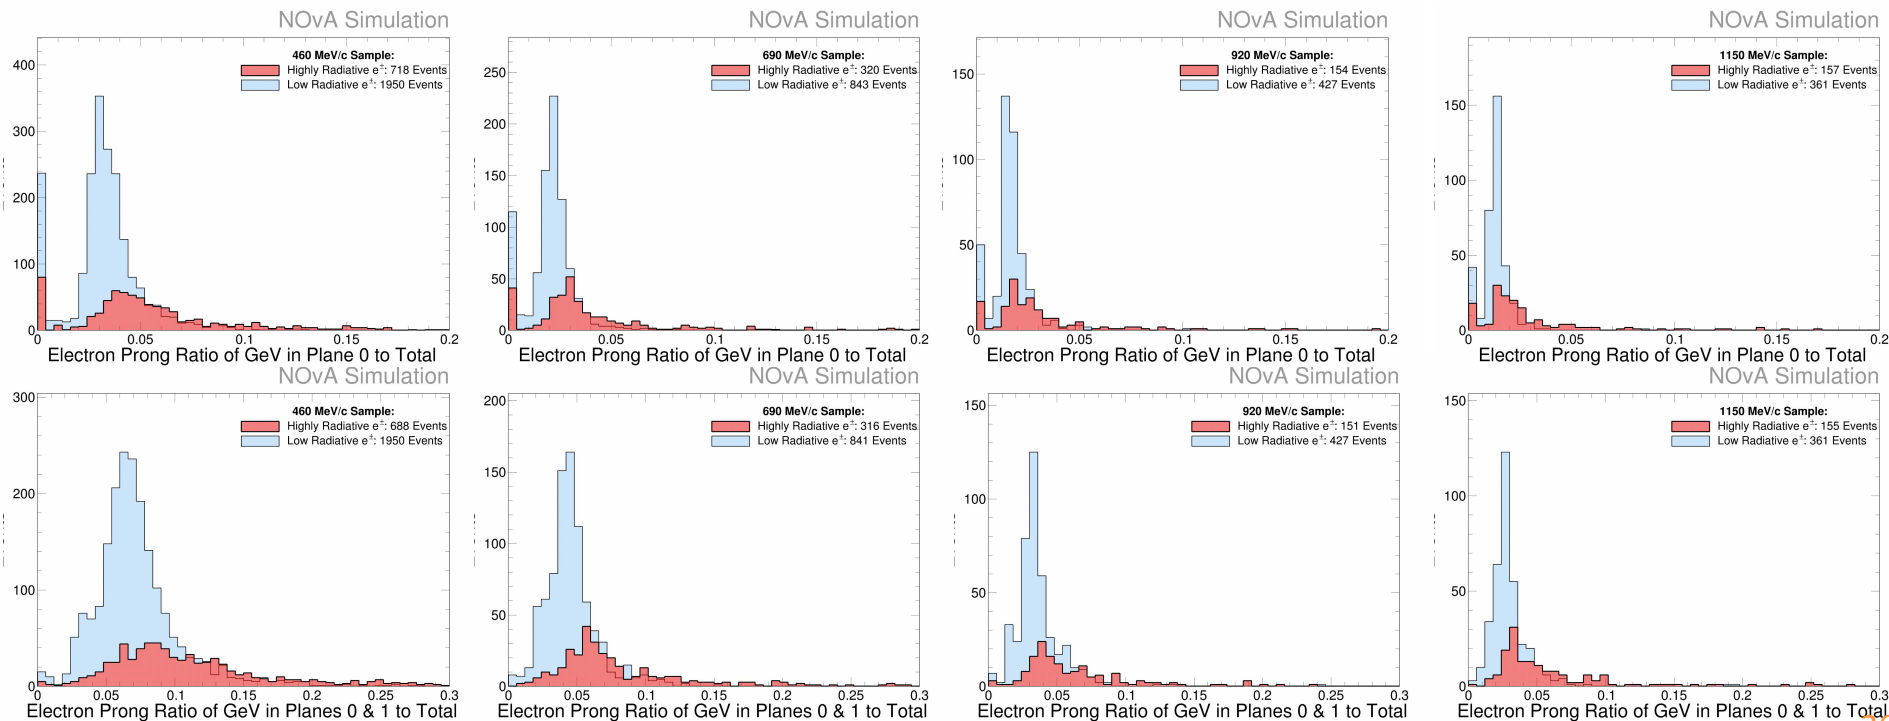 NOvA Simulation
460 MeV/c Sample:
Highly Radiative e±: 718 Events
Low Radiative e±: 1950 Events
400
300
200
100
0
0 0.05 0.1 0.15 0.2
Electron Prong Ratio of GeV in Plane 0 to Total
NOvA Simulation
690 MeV/c Sample:
Highly Radiative e±: 320 Events
Low Radiative e±: 843 Events
250
200
150
100
50
0
0 0.05 0.1 0.15 0.2
Electron Prong Ratio of GeV in Plane 0 to Total
NOvA Simulation
920 MeV/c Sample:
Highly Radiative e±: 154 Events
Low Radiative e±: 427 Events
150
100
50
0
0 0.05 0.1 0.15 0.2
Electron Prong Ratio of GeV in Plane 0 to Total
NOvA Simulation
1150 MeV/c Sample:
Highly Radiative e±: 157 Events
Low Radiative e±: 361 Events
150
100
50
0
0 0.05 0.1 0.15 0.2
Electron Prong Ratio of GeV in Plane 0 to Total
NOvA Simulation
460 MeV/c Sample:
Highly Radiative e±: 688 Events
Low Radiative e±: 1950 Events
300
200
100
0
0 0.05 0.1 0.15 0.2 0.25 0.3
Electron Prong Ratio of GeV in Planes 0 & 1 to Total
NOvA Simulation
690 MeV/c Sample:
Highly Radiative e±: 316 Events
Low Radiative e±: 841 Events
200
150
100
50
0
0 0.05 0.1 0.15 0.2 0.25 0.3
Electron Prong Ratio of GeV in Planes 0 & 1 to Total
NOvA Simulation
920 MeV/c Sample:
Highly Radiative e±: 151 Events
Low Radiative e±: 427 Events
150
100
50
0
0 0.05 0.1 0.15 0.2 0.25 0.3
Electron Prong Ratio of GeV in Planes 0 & 1 to Total
NOvA Simulation
1150 MeV/c Sample:
Highly Radiative e±: 155 Events
Low Radiative e±: 361 Events
150
100
50
0
0 0.05 0.1 0.15 0.2 0.25 0.3
Electron Prong Ratio of GeV in Planes 0 & 1 to Total